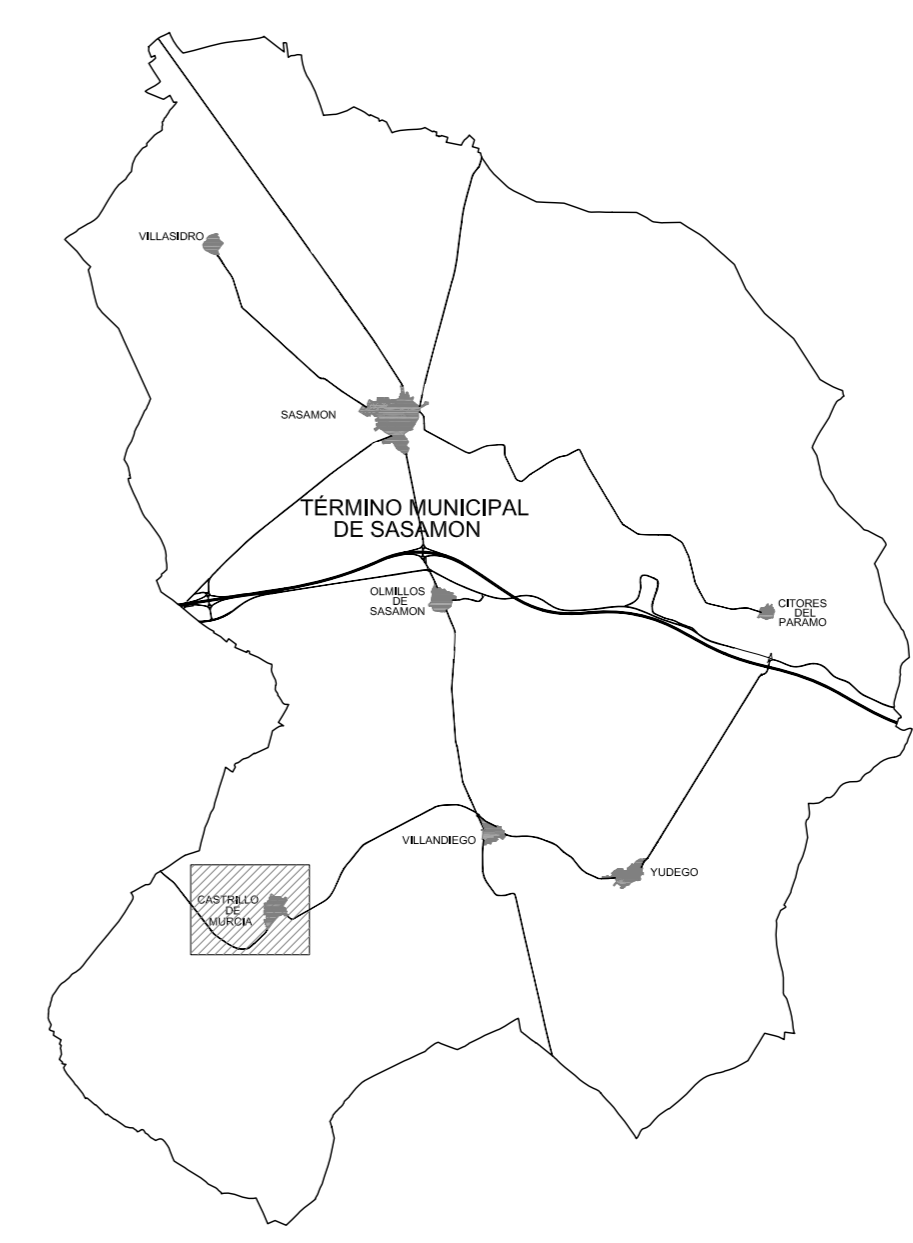 VILLASIDRO
SASAMON
TÉRMINO MUNICIPAL
DE SASAMON
OLMILLOS
DE
SASAMON
CITORES
DEL
PARAMO
VILLANDIEGO
YUDEGO
CASTRILLO
DE
MURCIA